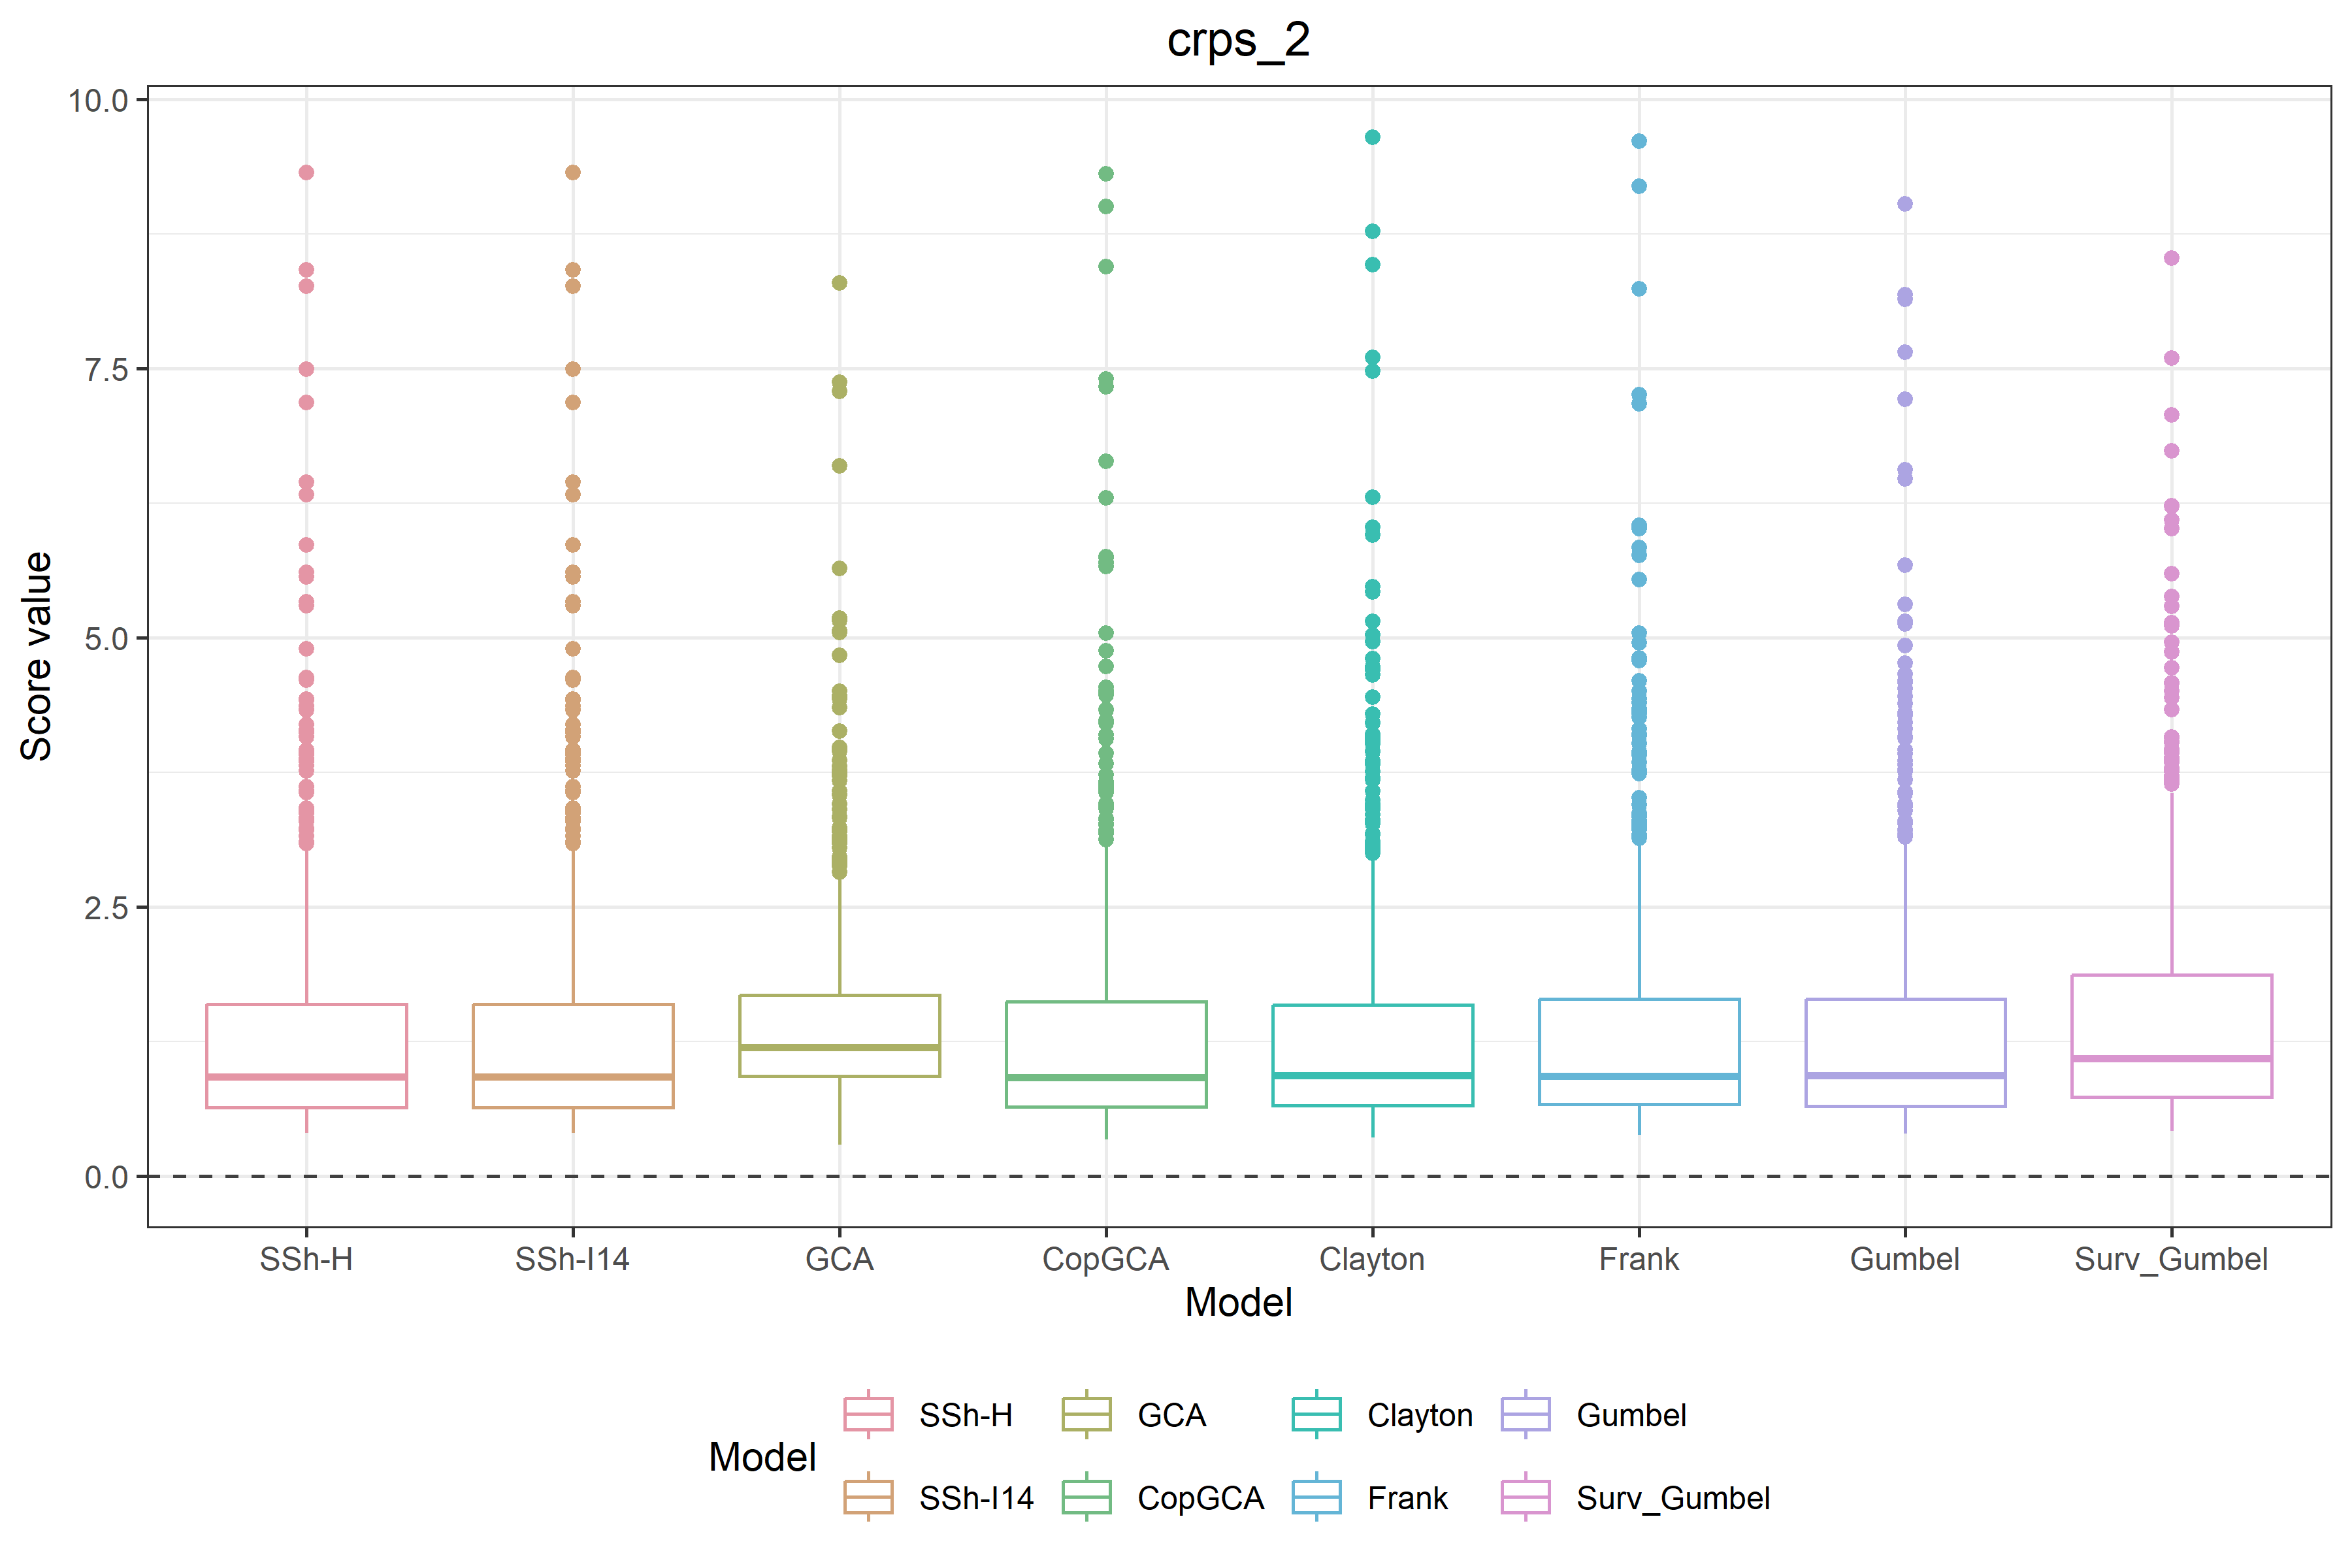 crps_2
10.0
7.5
5.0
2.5
0.0
Score value
SSh-H SSh-I14 GCA CopGCA Clayton Frank Gumbel Surv_Gumbel
Model
Model
SSh-H GCA Clayton Gumbel
SSh-I14 CopGCA Frank Surv_Gumbel